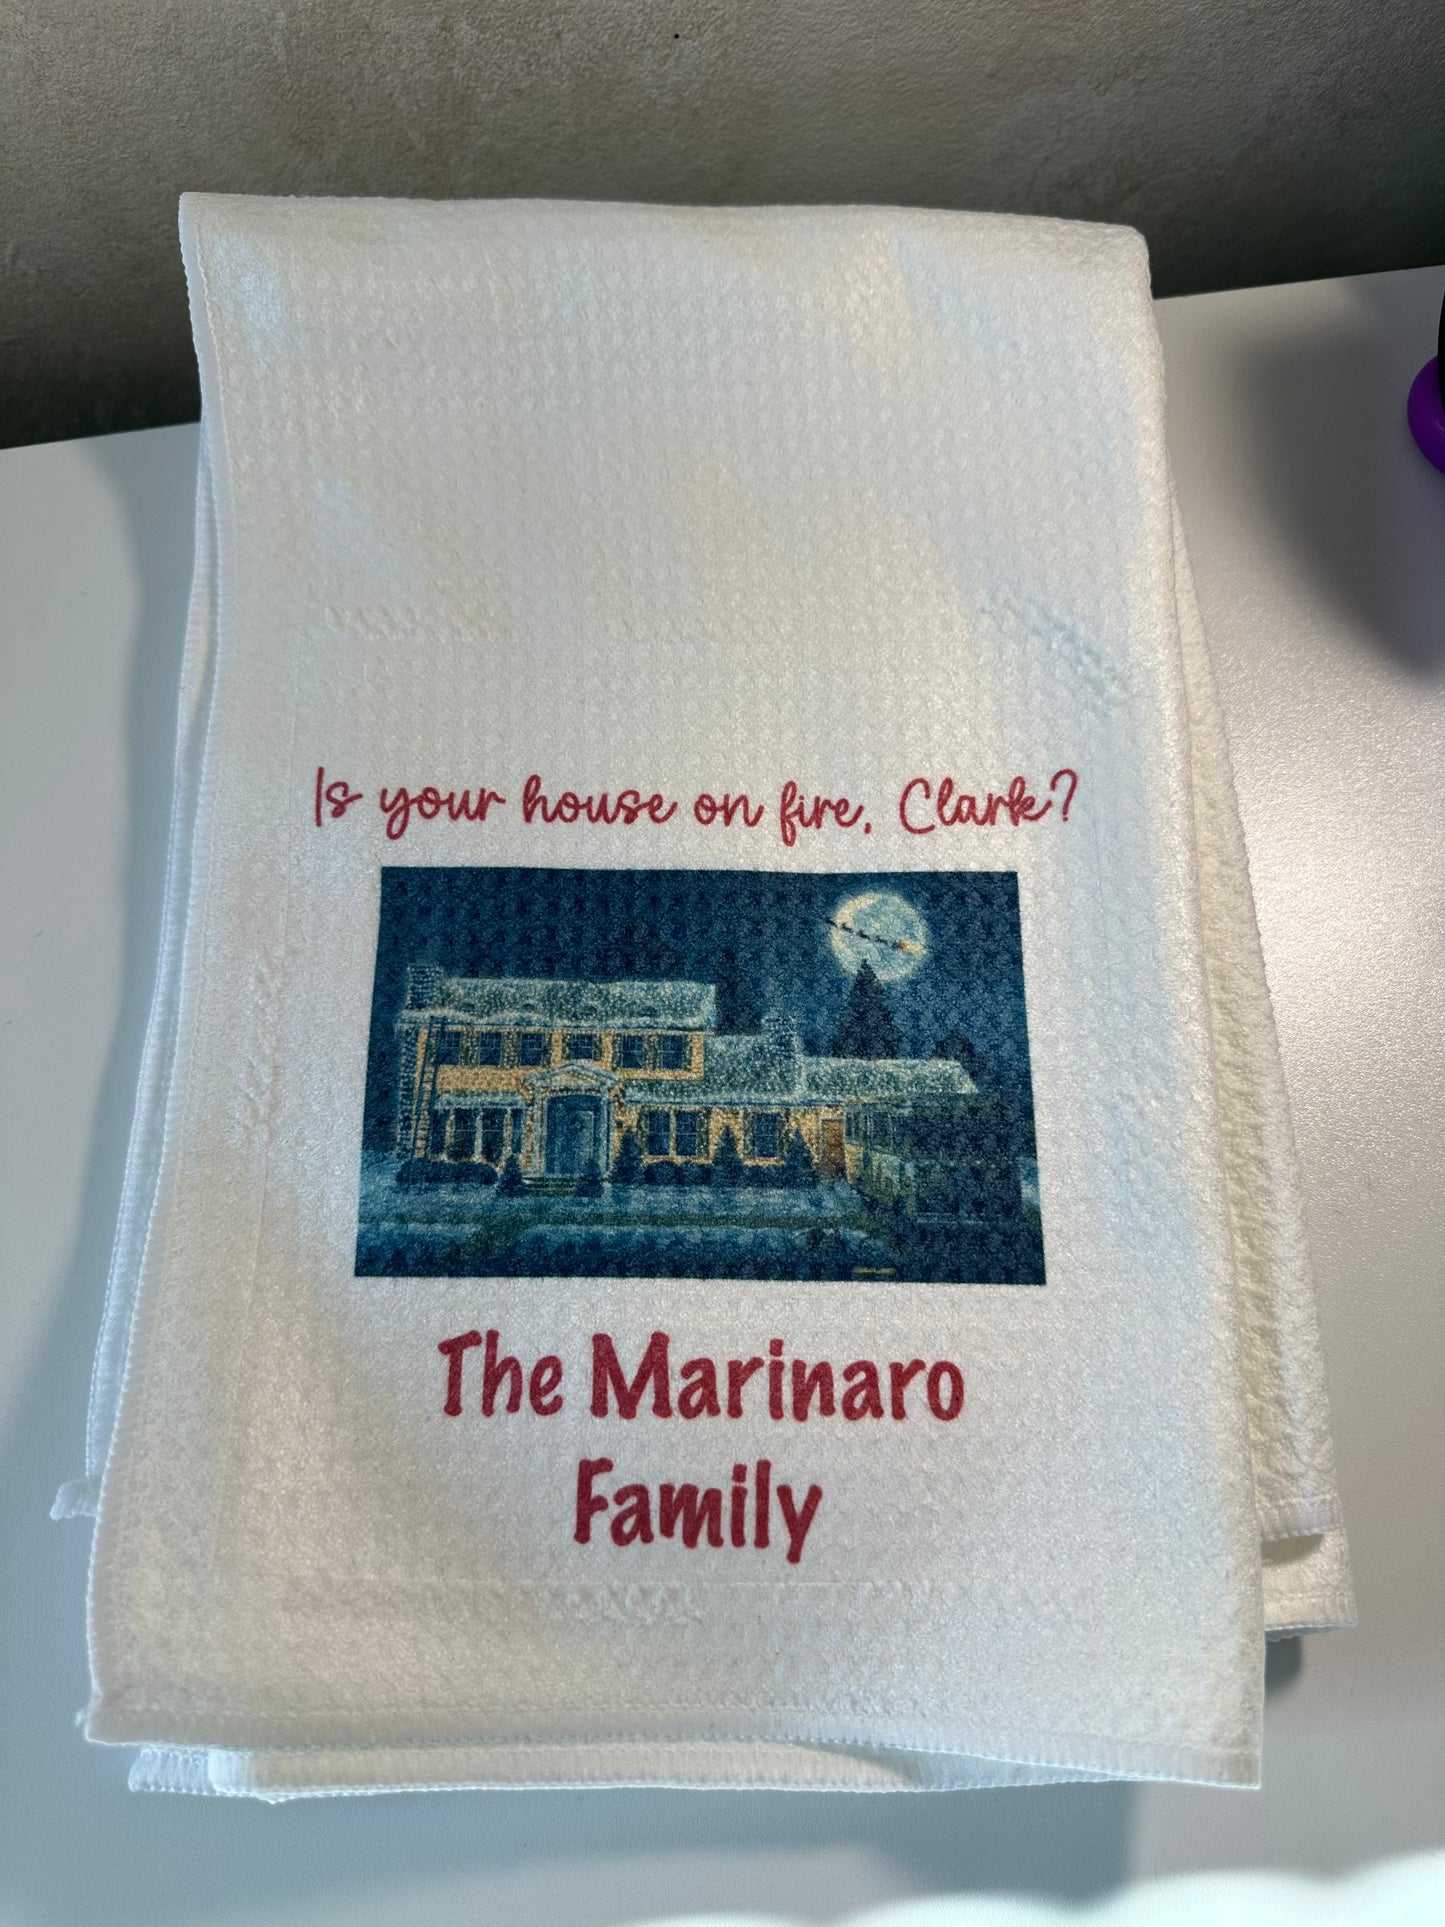 Is your house on fire, Clark?
The Marinaro
Family